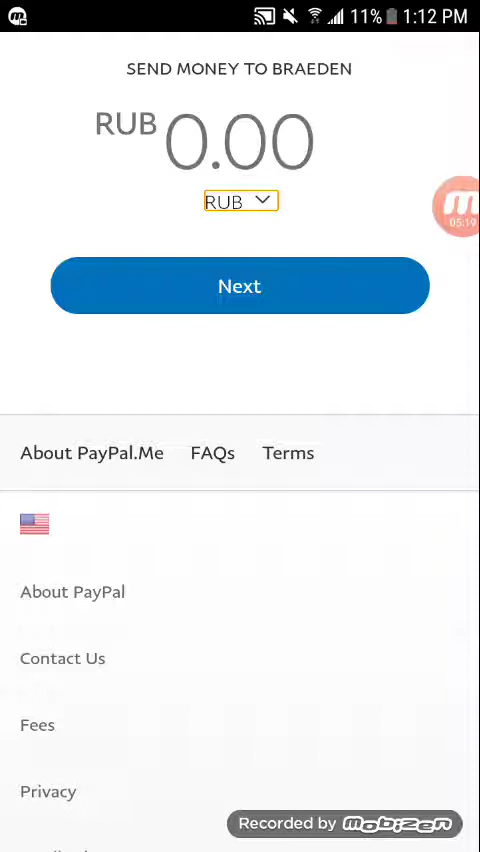 11% 1:12 PM
SEND MONEY TO BRAEDEN
RUB 0.00
RUB
05:19
Next
About PayPal.Me FAQs Terms
About PayPal
Contact Us
Fees
Privacy
Recorded by mobizen